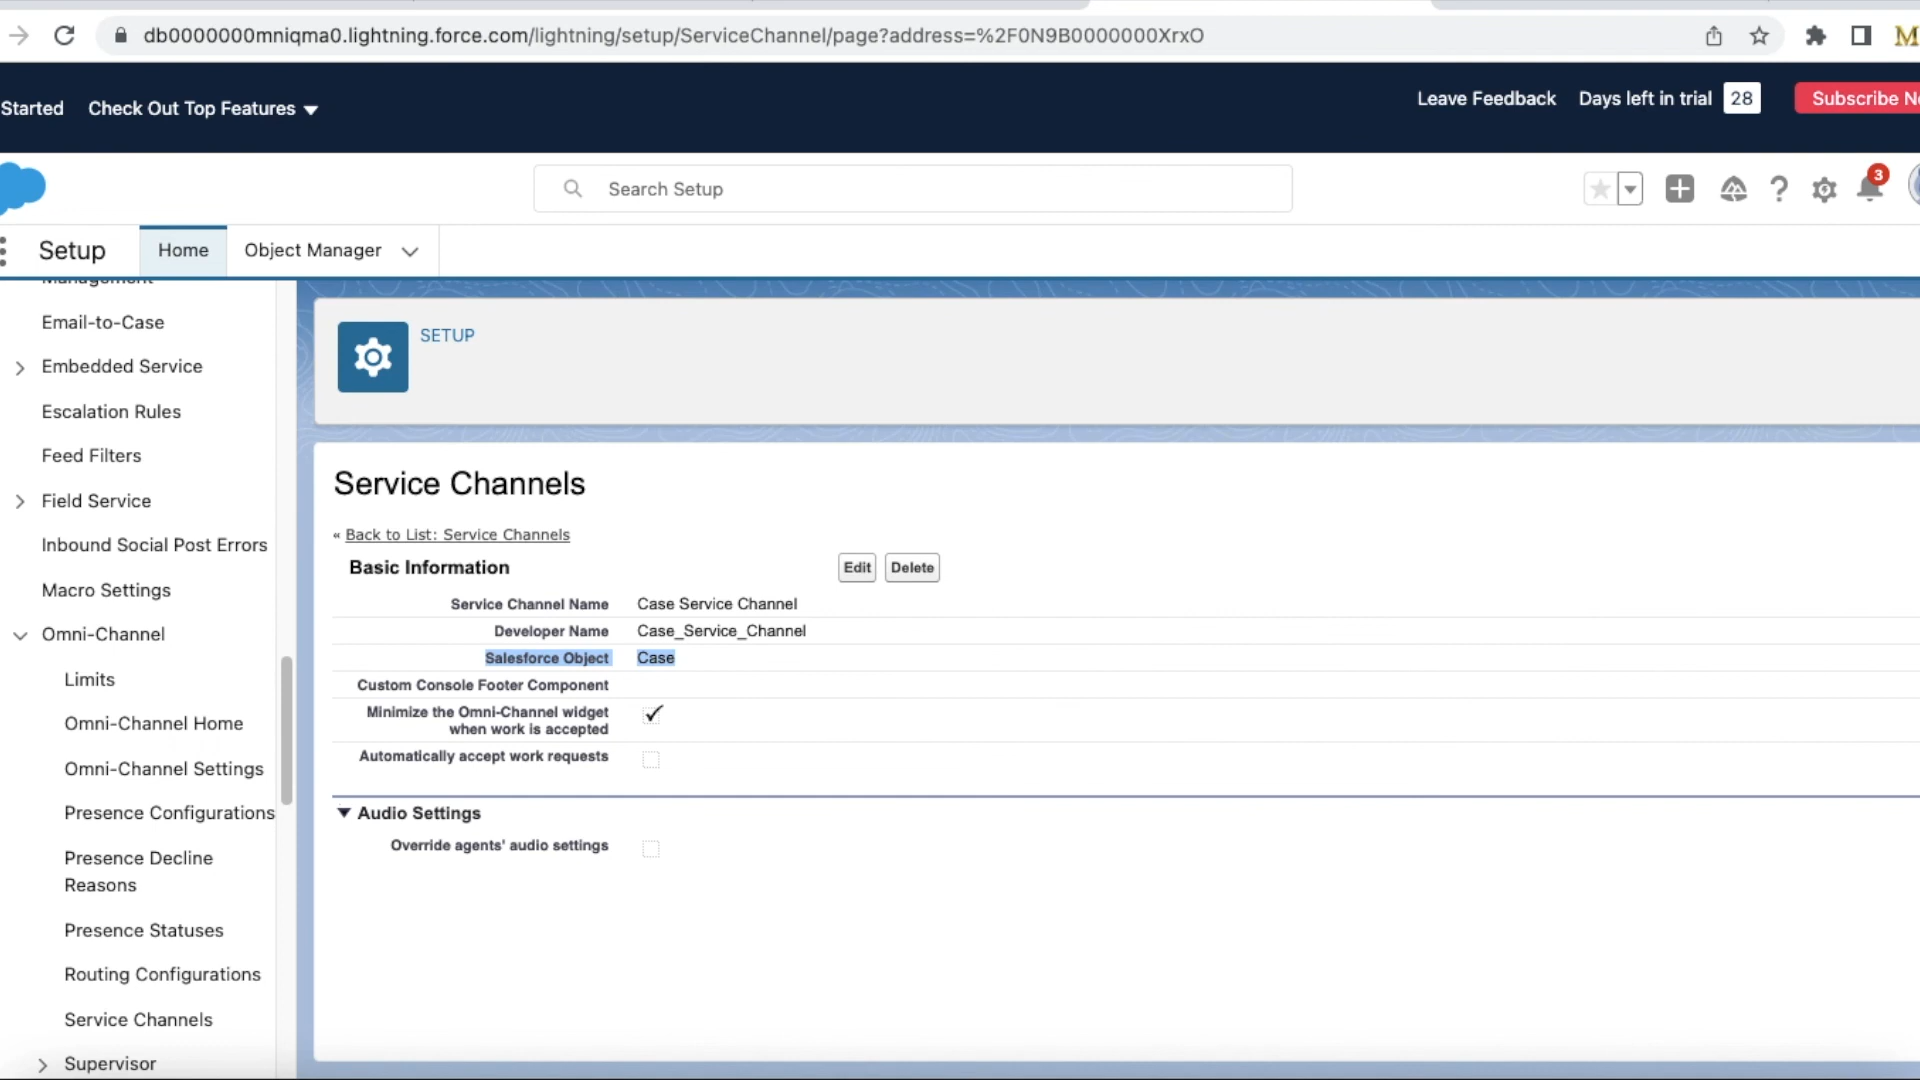 db0000000mniqma0.lightning.force.com/lightning/setup/ServiceChannel/page?address=%2F0N9B0000000XrxO
M
Started Check Out Top Features
Leave Feedback Days left in trial 28 Subscribe
Search Setup
3
Setup Home Object Manager
Management
Email-to-Case
Embedded Service
Escalation Rules
Feed Filters
Field Service
Inbound Social Post Errors
Macro Settings
Omni-Channel
Limits
Omni-Channel Home
Omni-Channel Settings
Presence Configurations
Presence Decline
Reasons
Presence Statuses
Routing Configurations
Service Channels
Supervisor
SETUP
Service Channels
« Back to List: Service Channels
Basic Information Edit Delete
Service Channel Name Case Service Channel
Developer Name Case_Service_Channel
Salesforce Object Case
Custom Console Footer Component
Minimize the Omni-Channel widget
when work is accepted
Automatically accept work requests
Audio Settings
Override agents' audio settings